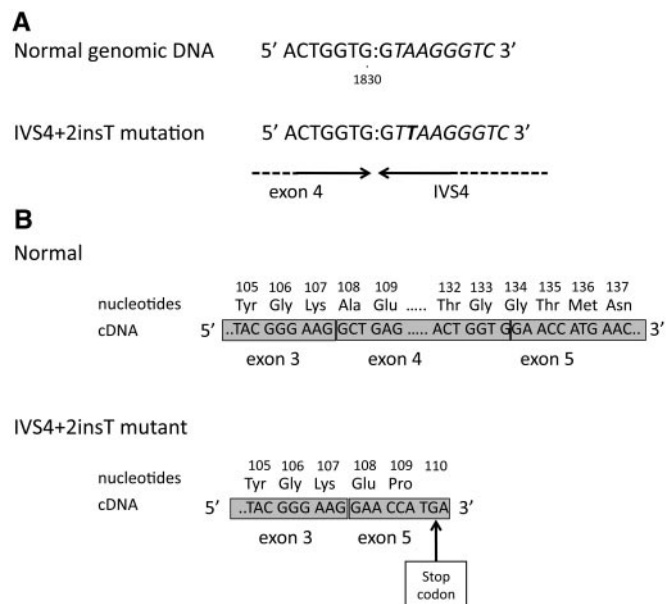 A
Normal genomic DNA 5’ ACTGGTG:GTAAGGGTC 3’
1830
IVS4+2insT mutation 5’ ACTGGTG:GTTAAGGGTC 3’
exon 4 IVS4
B
Normal
105 106 107 108 109 132 133 134 135 136 137
nucleotides Tyr Gly Lys Ala Glu ..... Thr Gly Gly Thr Met Asn
cDNA 5’ ..TAC GGG AAG GCT GAG ..... ACT GGT GGA ACC ATG AAC.. 3’
exon 3 exon 4 exon 5
IVS4+2insT mutant
105 106 107 108 109 110
nucleotides Tyr Gly Lys Glu Pro
cDNA 5’ ..TAC GGG AAG GAA CCA TGA 3’
exon 3 exon 5
Stop
codon